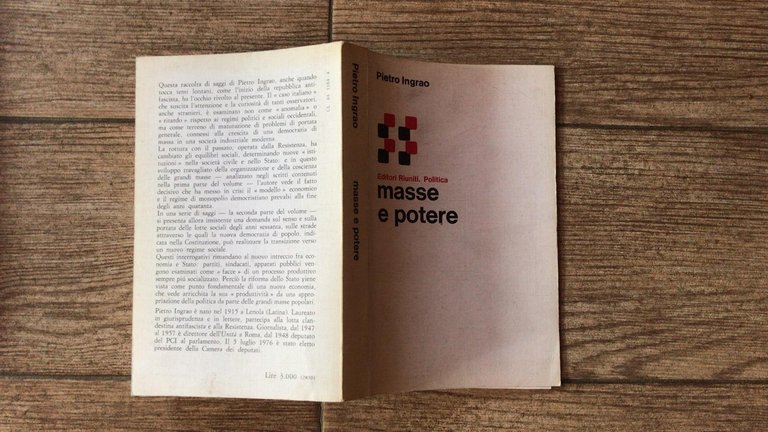 Questa raccolta di saggi di Pietro Ingrao, anche quando
tocca temi lontani, come l'inizio della repubblica anti-
fascista, ha l'occhio rivolto al presente. Il « caso italiano »
che suscita l'attenzione e la curiosità di tanti osservatori,
anche stranieri, è esaminato non come « anomalia » o
« ritardo » rispetto ai regimi politici e sociali occidentali,
ma come terreno di maturazione di problemi di portata
generale, connessi alla crescita di una democrazia di
massa in una società industriale moderna.
La rottura con il passato, operata dalla Resistenza, ha
cambiato gli equilibri sociali, determinando nuove « isti-
tuzioni » nella società civile e nello Stato: e in questo
sviluppo travagliato della organizzazione e della coscienza
delle grandi masse — analizzato negli scritti contenuti
nella prima parte del volume — l'autore vede il fatto
decisivo che ha messo in crisi il « modello » economico
e il regime di monopolio democristiano prevalsi alla fine
degli anni quaranta.
In una serie di saggi — la seconda parte del volume —
si presenta allora insistente una domanda sul senso e sulla
portata delle lotte sociali degli anni sessanta, sulle strade
attraverso le quali la nuova democrazia di popolo, indi-
cata nella Costituzione, può realizzare la transizione verso
un nuovo regime sociale.
Questi interrogativi rimandano al nuovo intreccio fra eco-
nomia e Stato: partiti, sindacati, apparati pubblici ven-
gono esaminati come « facce » di un processo produttivo
sempre più socializzato. Perciò la riforma dello Stato viene
vista come punto fondamentale di una nuova economia,
che vede arricchita la sua « produttività » da una appro-
priazione della politica da parte delle grandi masse popolari.
Pietro Ingrao è nato nel 1915 a Lenola (Latina). Laureato
in giurisprudenza e in lettere, partecipa alla lotta clan-
destina antifascista e alla Resistenza. Giornalista, dal 1947
al 1957 è direttore dell'Unità a Roma, dal 1948 deputato
del PCI al parlamento. Il 5 luglio 1976 è stato eletto
presidente della Camera dei deputati.
Lire 3.000
Pietro Ingrao
masse e potere
Pietro Ingrao
Editori Riuniti. Politica
masse
e potere